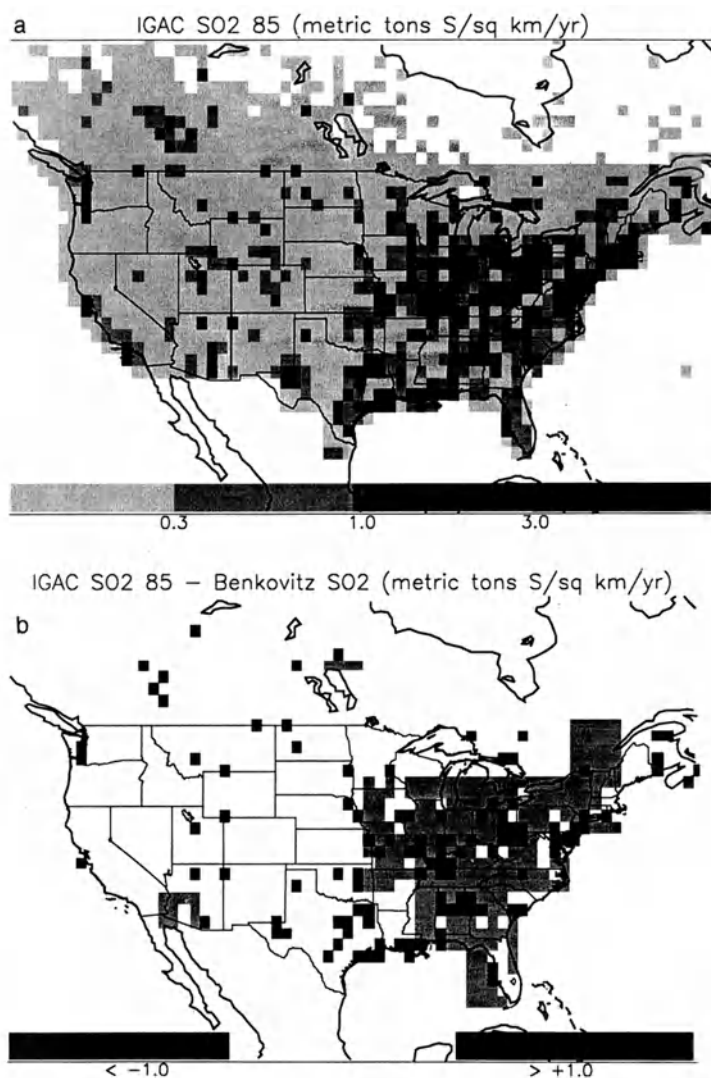 a
IGAC SO2 85 (metric tons S/sq km/yr)
0.3 1.0 3.0
IGAC SO2 85 – Benkovitz SO2 (metric tons S/sq km/yr)
b
< -1.0 > +1.0